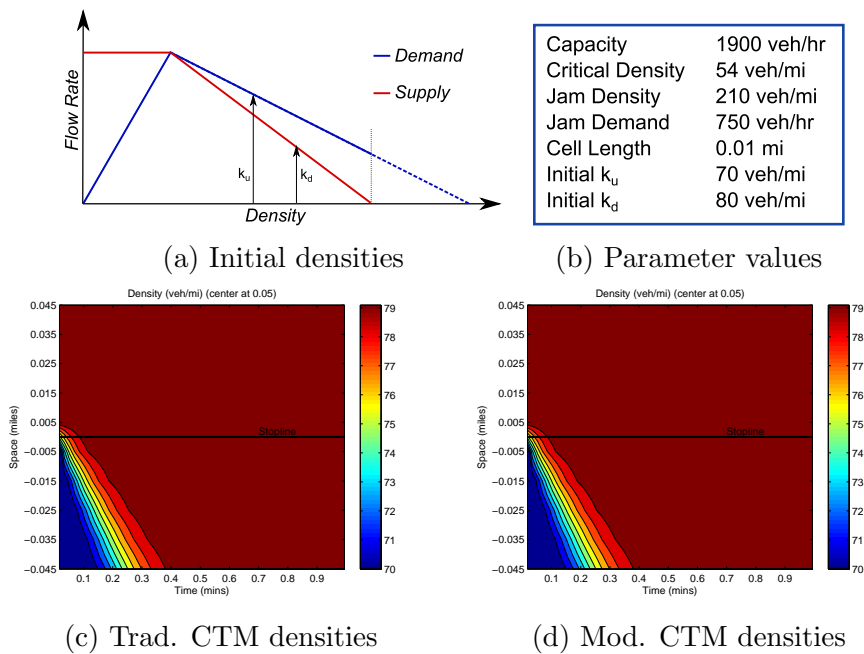 Flow Rate
Demand
Supply
k_u
k_d
Density
(a) Initial densities
Capacity 1900 veh/hr
Critical Density 54 veh/mi
Jam Density 210 veh/mi
Jam Demand 750 veh/hr
Cell Length 0.01 mi
Initial k_u 70 veh/mi
Initial k_d 80 veh/mi
(b) Parameter values
Density (veh/mi) (center at 0.05)
Space (miles)
0.045
0.035
0.025
0.015
0.005
−0.005
−0.015
−0.025
−0.035
−0.045
Stopline
0.1 0.2 0.3 0.4 0.5 0.6 0.7 0.8 0.9
Time (mins)
79
78
77
76
75
74
73
72
71
70
(c) Trad. CTM densities
Density (veh/mi) (center at 0.05)
Space (miles)
0.045
0.035
0.025
0.015
0.005
−0.005
−0.015
−0.025
−0.035
−0.045
Stopline
0.1 0.2 0.3 0.4 0.5 0.6 0.7 0.8 0.9
Time (mins)
79
78
77
76
75
74
73
72
71
70
(d) Mod. CTM densities